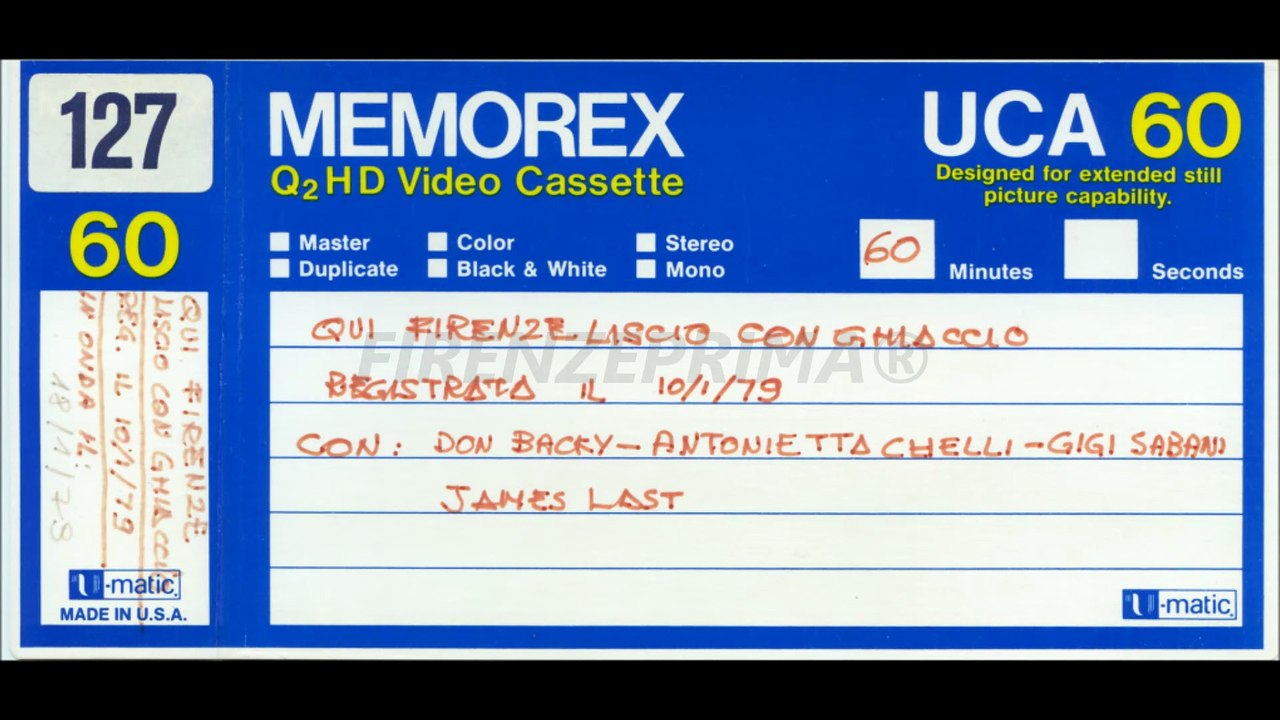 127
60
QUI FIRENZE
LISCIO CON GHIACCIO
REG. IL 10/1/79
IN ONDA IL:
18/1/79
U-matic
MADE IN U.S.A.
MEMOREX
Q2 HD Video Cassette
UCA 60
Designed for extended still
picture capability.
Master
Duplicate
Color
Black & White
Stereo
Mono
60 Minutes
Seconds
QUI FIRENZE LISCIO CON GHIACCIO
FIRENZEPRIMA®
REGISTRATA IL 10/1/79
CON: DON BACKY - ANTONIETTA CHELLI - GIGI SABANI
JAMES LAST
U-matic